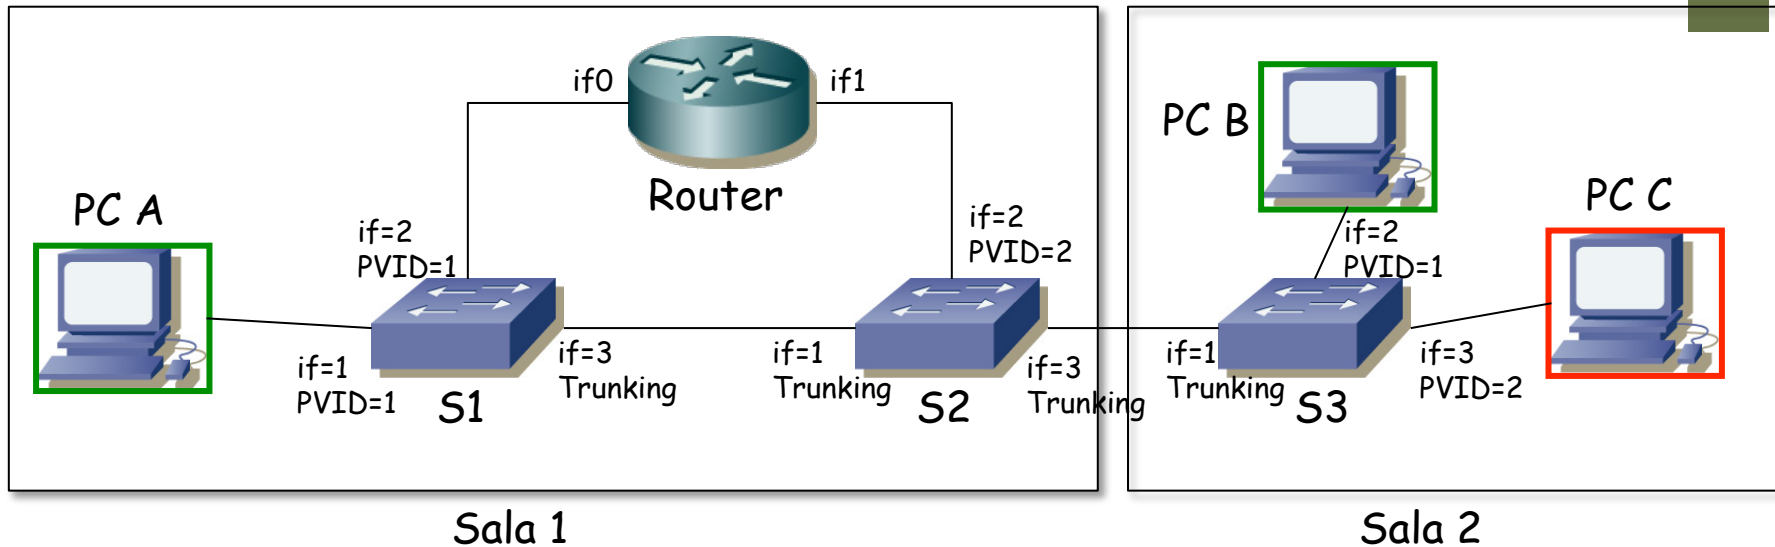 if0
if1
Router
PC A
if=2
PVID=1
if=1
PVID=1
S1
if=3
Trunking
if=2
PVID=2
if=1
Trunking
S2
if=3
Trunking
PC B
PC C
if=2
PVID=1
if=1
Trunking
S3
if=3
PVID=2
Sala 1
Sala 2